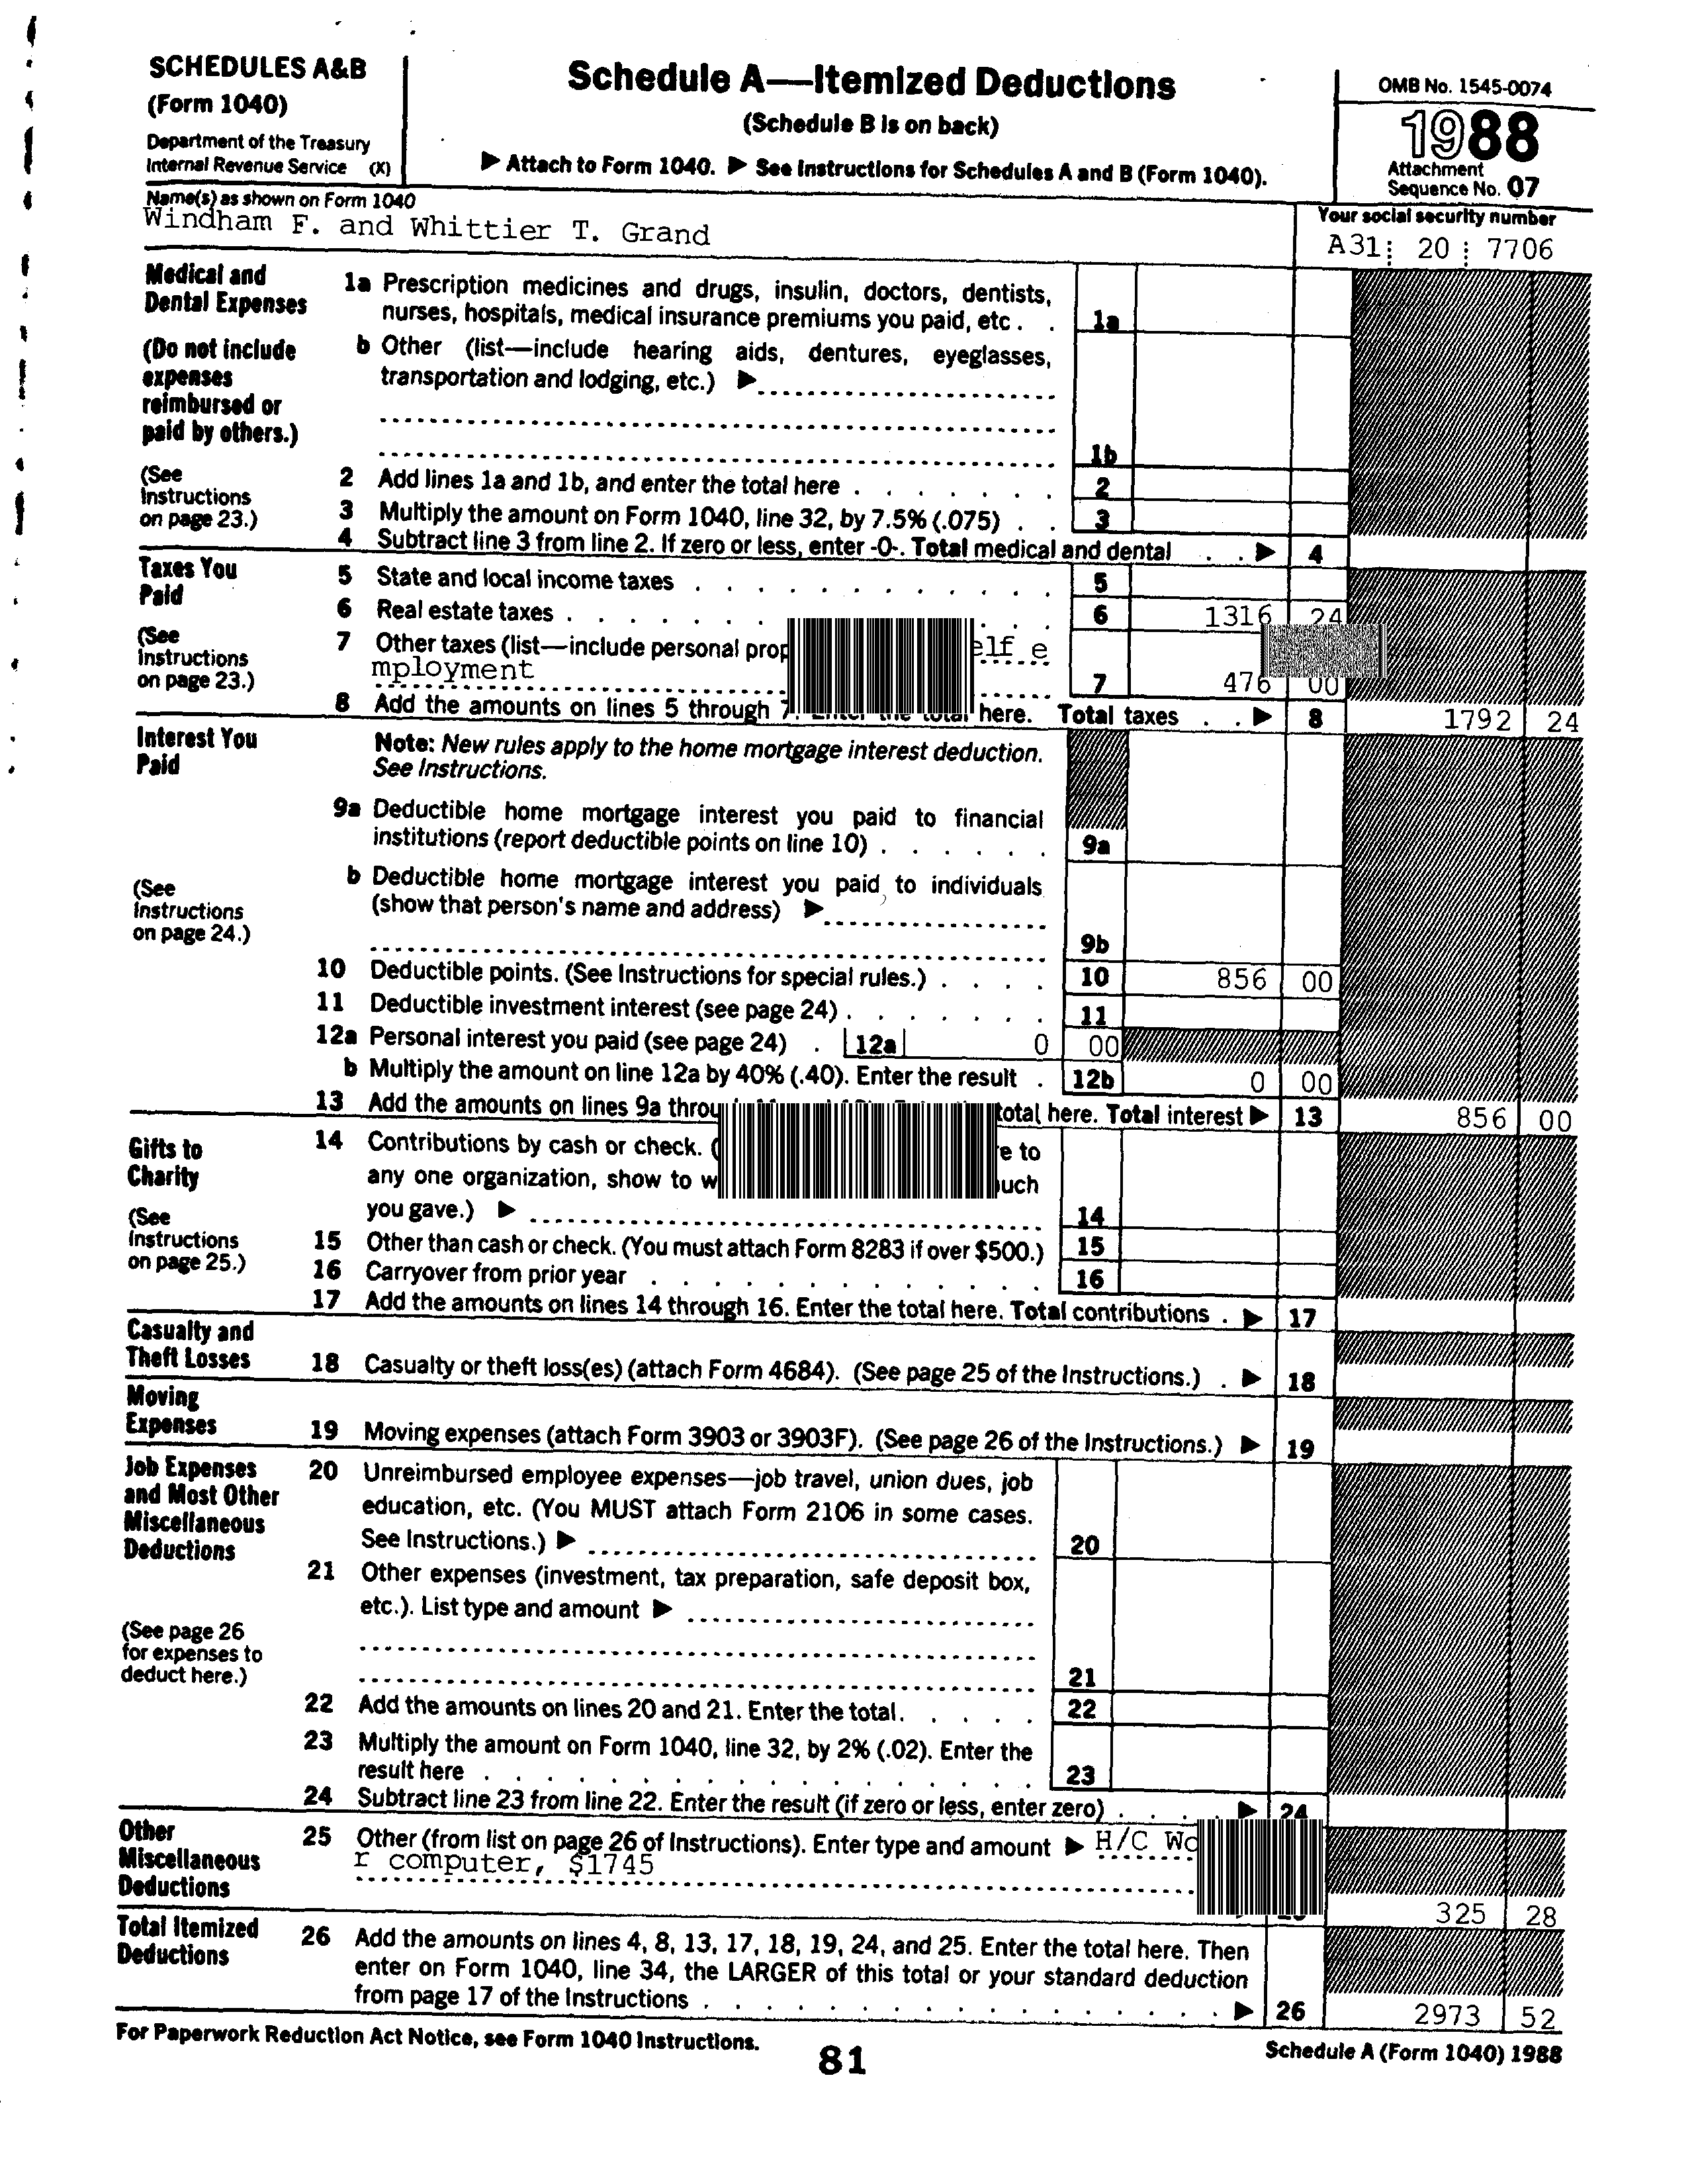 SCHEDULES A&B
(Form 1040)
Department of the Treasury
Internal Revenue Service (X)
Schedule A—Itemized Deductions
(Schedule B is on back)
▶ Attach to Form 1040. ▶ See Instructions for Schedules A and B (Form 1040).
OMB No. 1545-0074
1988
Attachment
Sequence No. 07
Name(s) as shown on Form 1040
Windham F. and Whittier T. Grand
Your social security number
A31 20 7706
Medical and
Dental Expenses
(Do not include
expenses
reimbursed or
paid by others.)
(See
Instructions
on page 23.)
1a Prescription medicines and drugs, insulin, doctors, dentists,
nurses, hospitals, medical insurance premiums you paid, etc . . 1a
b Other (list—include hearing aids, dentures, eyeglasses,
transportation and lodging, etc.) ▶
1b
2 Add lines 1a and 1b, and enter the total here . . . . . . . 2
3 Multiply the amount on Form 1040, line 32, by 7.5% (.075) . . 3
4 Subtract line 3 from line 2. If zero or less, enter -0-. Total medical and dental . . ▶ 4
Taxes You
Paid
(See
Instructions
on page 23.)
5 State and local income taxes . . . . . . . . . . . . 5
6 Real estate taxes . . . . . . . . 6 1316 24
7 Other taxes (list—include personal prop elf e
mployment 7 476 00
8 Add the amounts on lines 5 through 7. Enter the total here. Total taxes . . ▶ 8 1792 24
Interest You
Paid
(See
Instructions
on page 24.)
Note: New rules apply to the home mortgage interest deduction.
See Instructions.
9a Deductible home mortgage interest you paid to financial
institutions (report deductible points on line 10) . . . . . . 9a
b Deductible home mortgage interest you paid to individuals
(show that person's name and address) ▶
9b
10 Deductible points. (See Instructions for special rules.) . . . . 10 856 00
11 Deductible investment interest (see page 24) . . . . . . . 11
12a Personal interest you paid (see page 24) . 12a 0 00
b Multiply the amount on line 12a by 40% (.40). Enter the result . 12b 0 00
13 Add the amounts on lines 9a throu total here. Total interest ▶ 13 856 00
Gifts to
Charity
(See
Instructions
on page 25.)
14 Contributions by cash or check. ( e to
any one organization, show to w uch
you gave.) ▶ 14
15 Other than cash or check. (You must attach Form 8283 if over $500.) 15
16 Carryover from prior year . . . . . . . . . . . . . 16
17 Add the amounts on lines 14 through 16. Enter the total here. Total contributions . ▶ 17
Casualty and
Theft Losses
18 Casualty or theft loss(es) (attach Form 4684). (See page 25 of the Instructions.) . ▶ 18
Moving
Expenses
19 Moving expenses (attach Form 3903 or 3903F). (See page 26 of the Instructions.) ▶ 19
Job Expenses
and Most Other
Miscellaneous
Deductions
(See page 26
for expenses to
deduct here.)
20 Unreimbursed employee expenses—job travel, union dues, job
education, etc. (You MUST attach Form 2106 in some cases.
See Instructions.) ▶ 20
21 Other expenses (investment, tax preparation, safe deposit box,
etc.). List type and amount ▶
21
22 Add the amounts on lines 20 and 21. Enter the total. . . . . 22
23 Multiply the amount on Form 1040, line 32, by 2% (.02). Enter the
result here . . . . . . . . . . . . . . . . . . 23
24 Subtract line 23 from line 22. Enter the result (if zero or less, enter zero) . . . . ▶ 24
Other
Miscellaneous
Deductions
25 Other (from list on page 26 of Instructions). Enter type and amount ▶ H/C Wo
r computer, $1745
325 28
Total Itemized
Deductions
26 Add the amounts on lines 4, 8, 13, 17, 18, 19, 24, and 25. Enter the total here. Then
enter on Form 1040, line 34, the LARGER of this total or your standard deduction
from page 17 of the Instructions . . . . . . . . . . . . . . . . . . ▶ 26 2973 52
For Paperwork Reduction Act Notice, see Form 1040 Instructions.
81
Schedule A (Form 1040) 1988